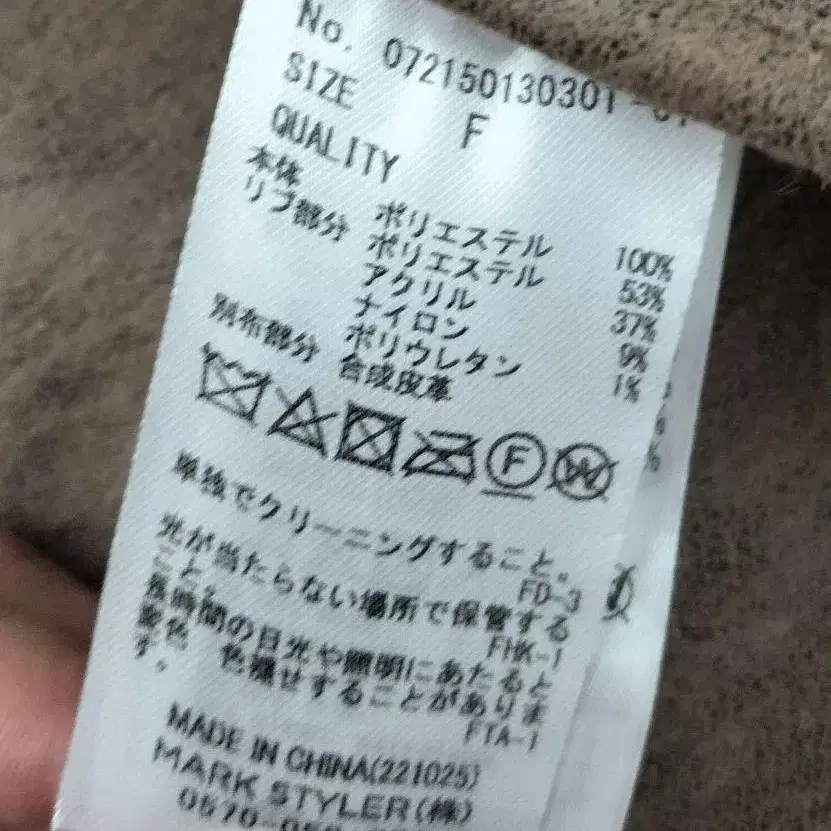 No. 072150130301-01
SIZE F
QUALITY
本体 ポリエステル 100%
リブ部分 ポリエステル 53%
アクリル 37%
ナイロン 9%
ポリウレタン 1%
別布部分 合成皮革
F W
単独でクリーニングすること。
FD-3
光が当たらない場所で保管する
こと。
FHK-1
長時間の日光や照明にあたると
変色 色褪せすることがありま
す。
FTA-1
MADE IN CHINA(221025)
MARK STYLER(株)
0570-050-